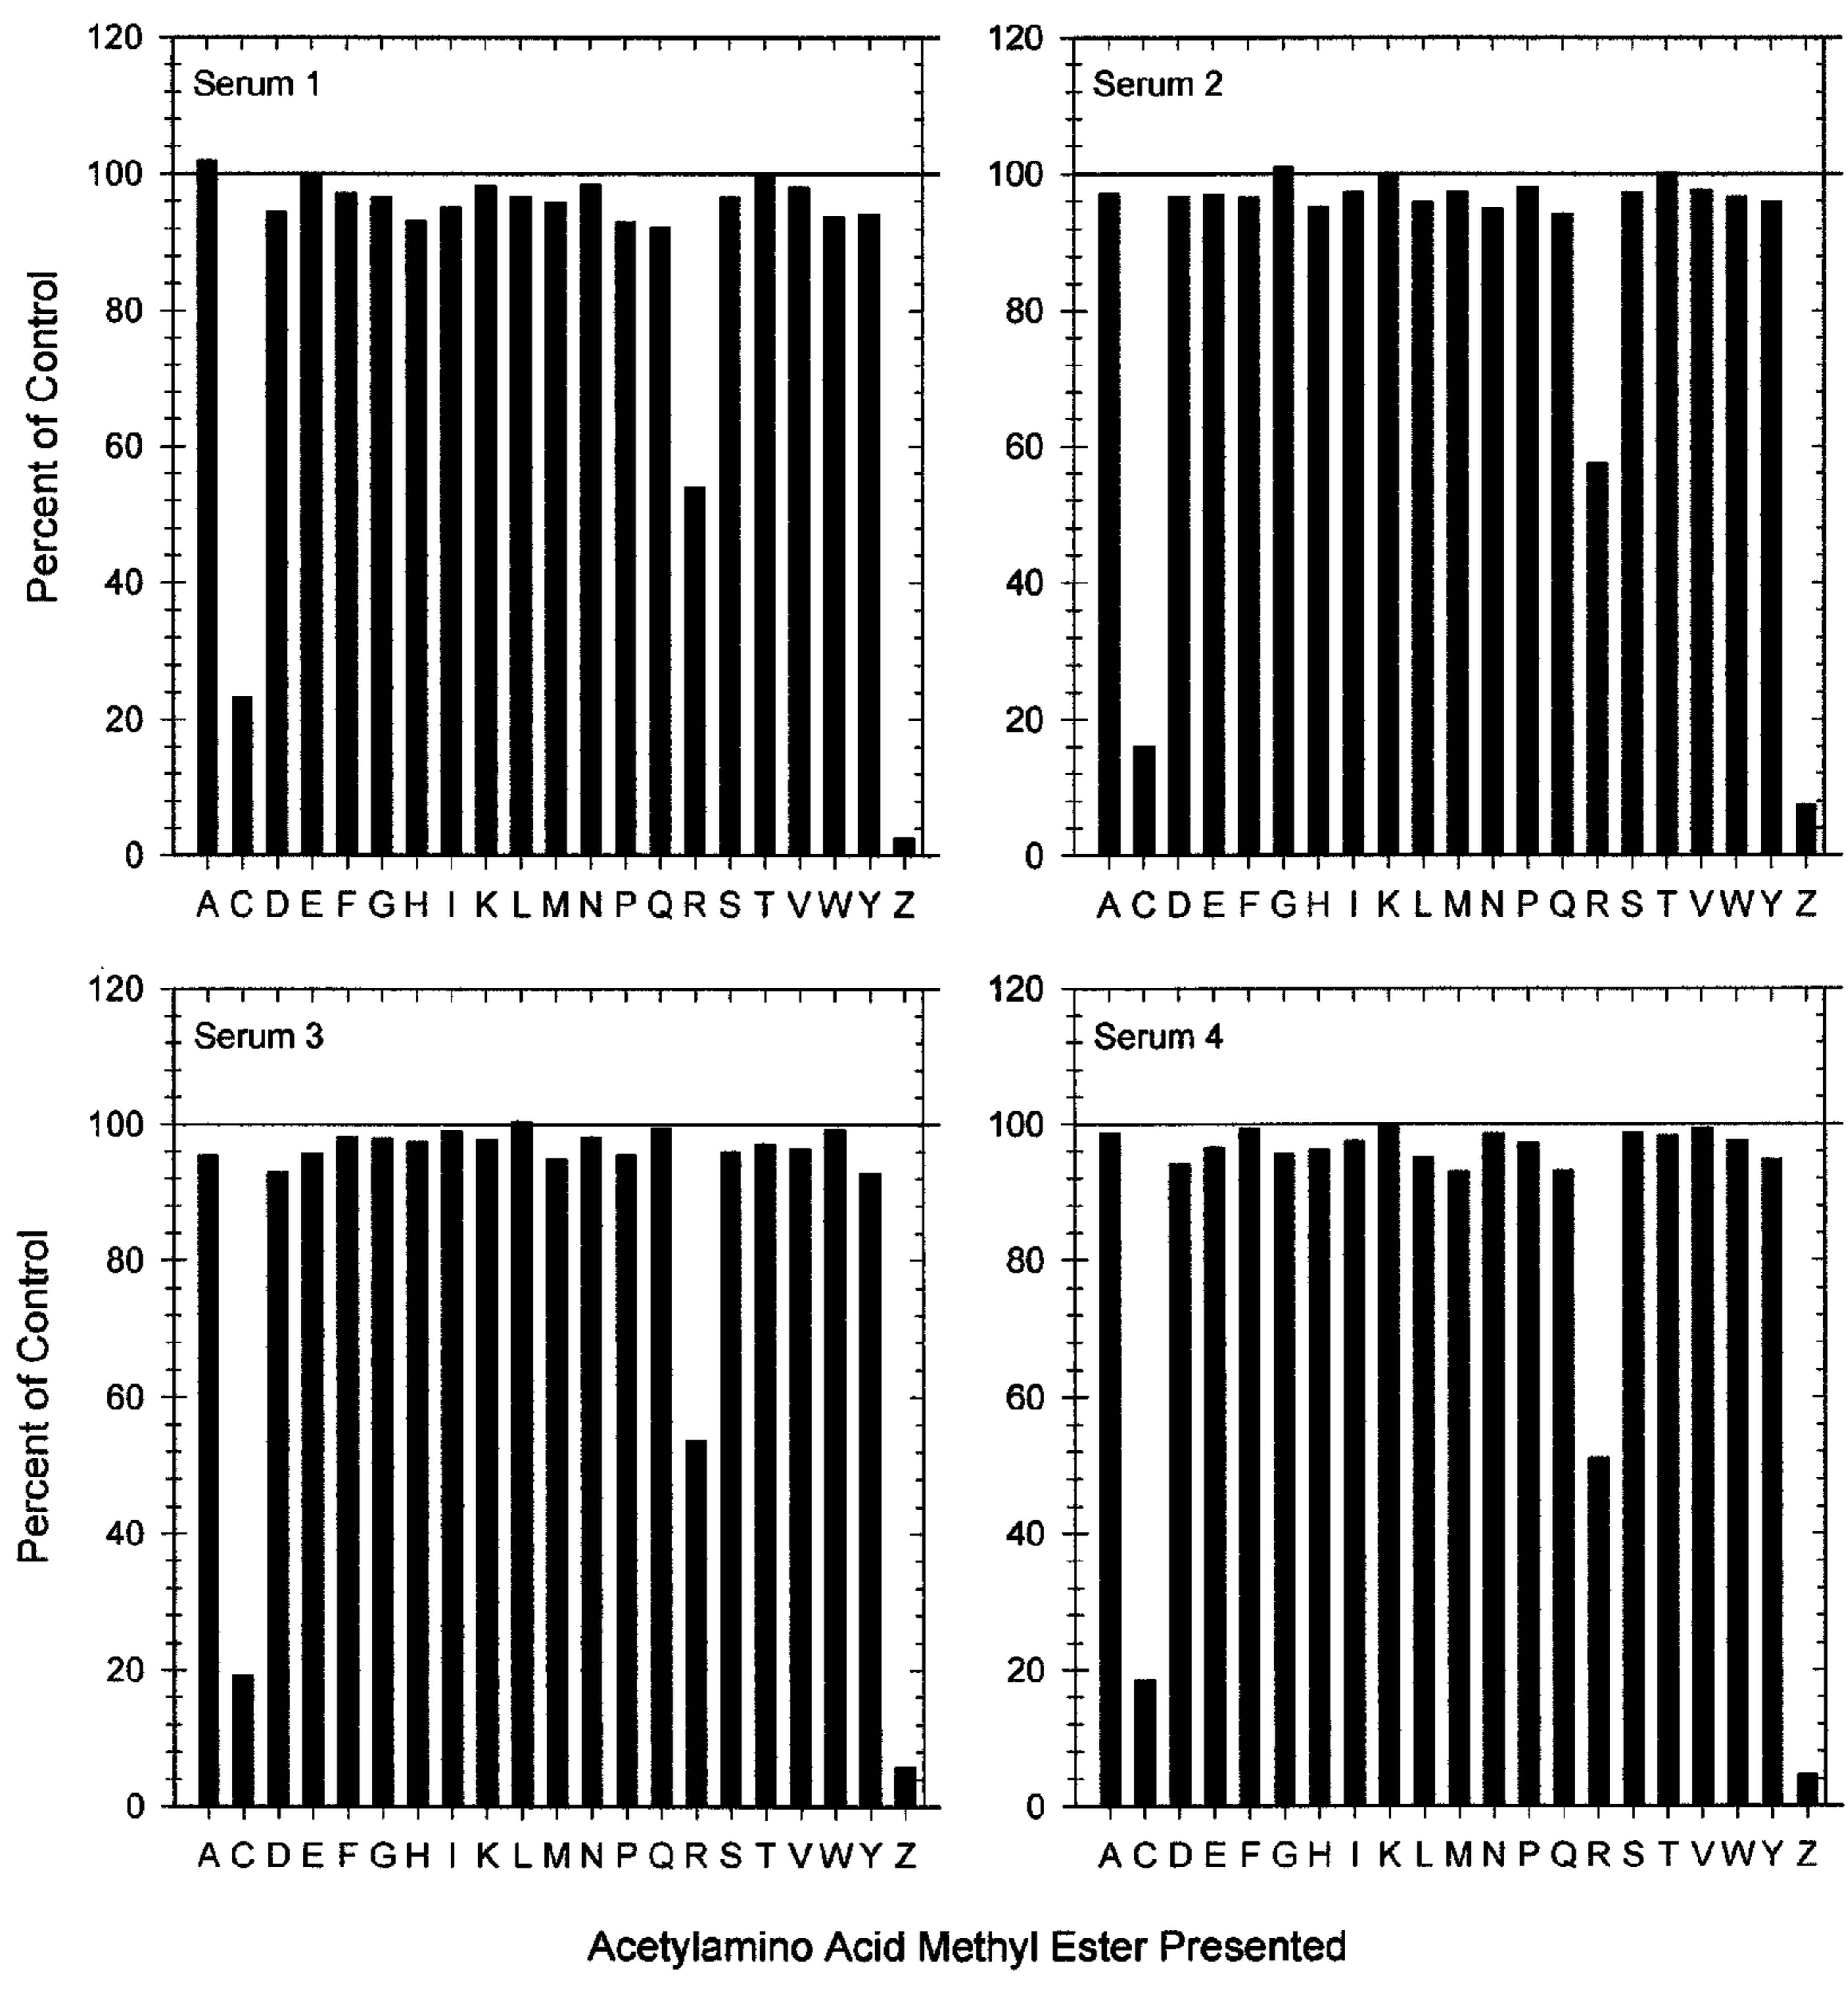 Serum 1
Percent of Control
120
100
80
60
40
20
0
A C D E F G H I K L M N P Q R S T V W Y Z
Serum 2
120
100
80
60
40
20
0
A C D E F G H I K L M N P Q R S T V W Y Z
Serum 3
Percent of Control
120
100
80
60
40
20
0
A C D E F G H I K L M N P Q R S T V W Y Z
Serum 4
120
100
80
60
40
20
0
A C D E F G H I K L M N P Q R S T V W Y Z
Acetylamino Acid Methyl Ester Presented